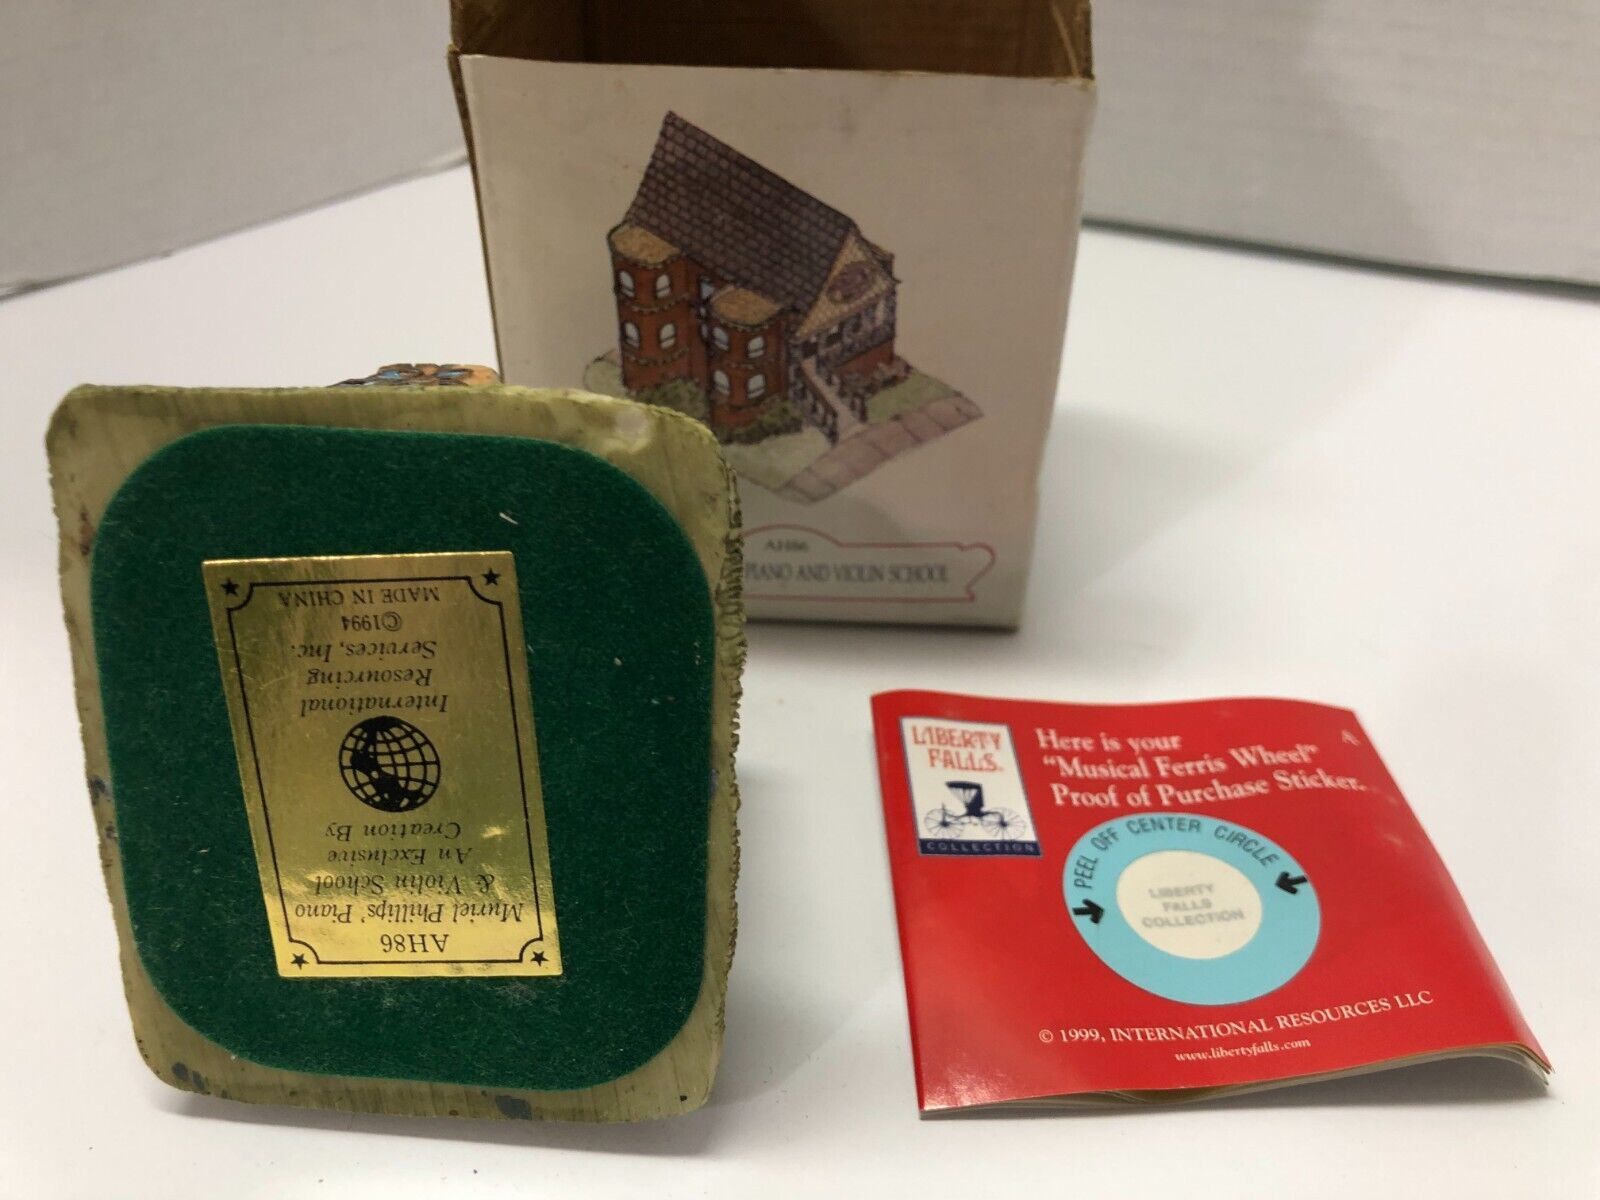 AH86
PIANO AND VIOLIN SCHOOL
AH86
Muriel Phillips' Piano
& Violin School
An Exclusive
Creation By
International
Resourcing
Services, Inc.
©1994
MADE IN CHINA
LIBERTY
FALLS
COLLECTION
Here is your
"Musical Ferris Wheel"
Proof of Purchase Sticker.
A
PEEL OFF CENTER CIRCLE
LIBERTY
FALLS
COLLECTION
© 1999, INTERNATIONAL RESOURCES LLC
www.libertyfalls.com